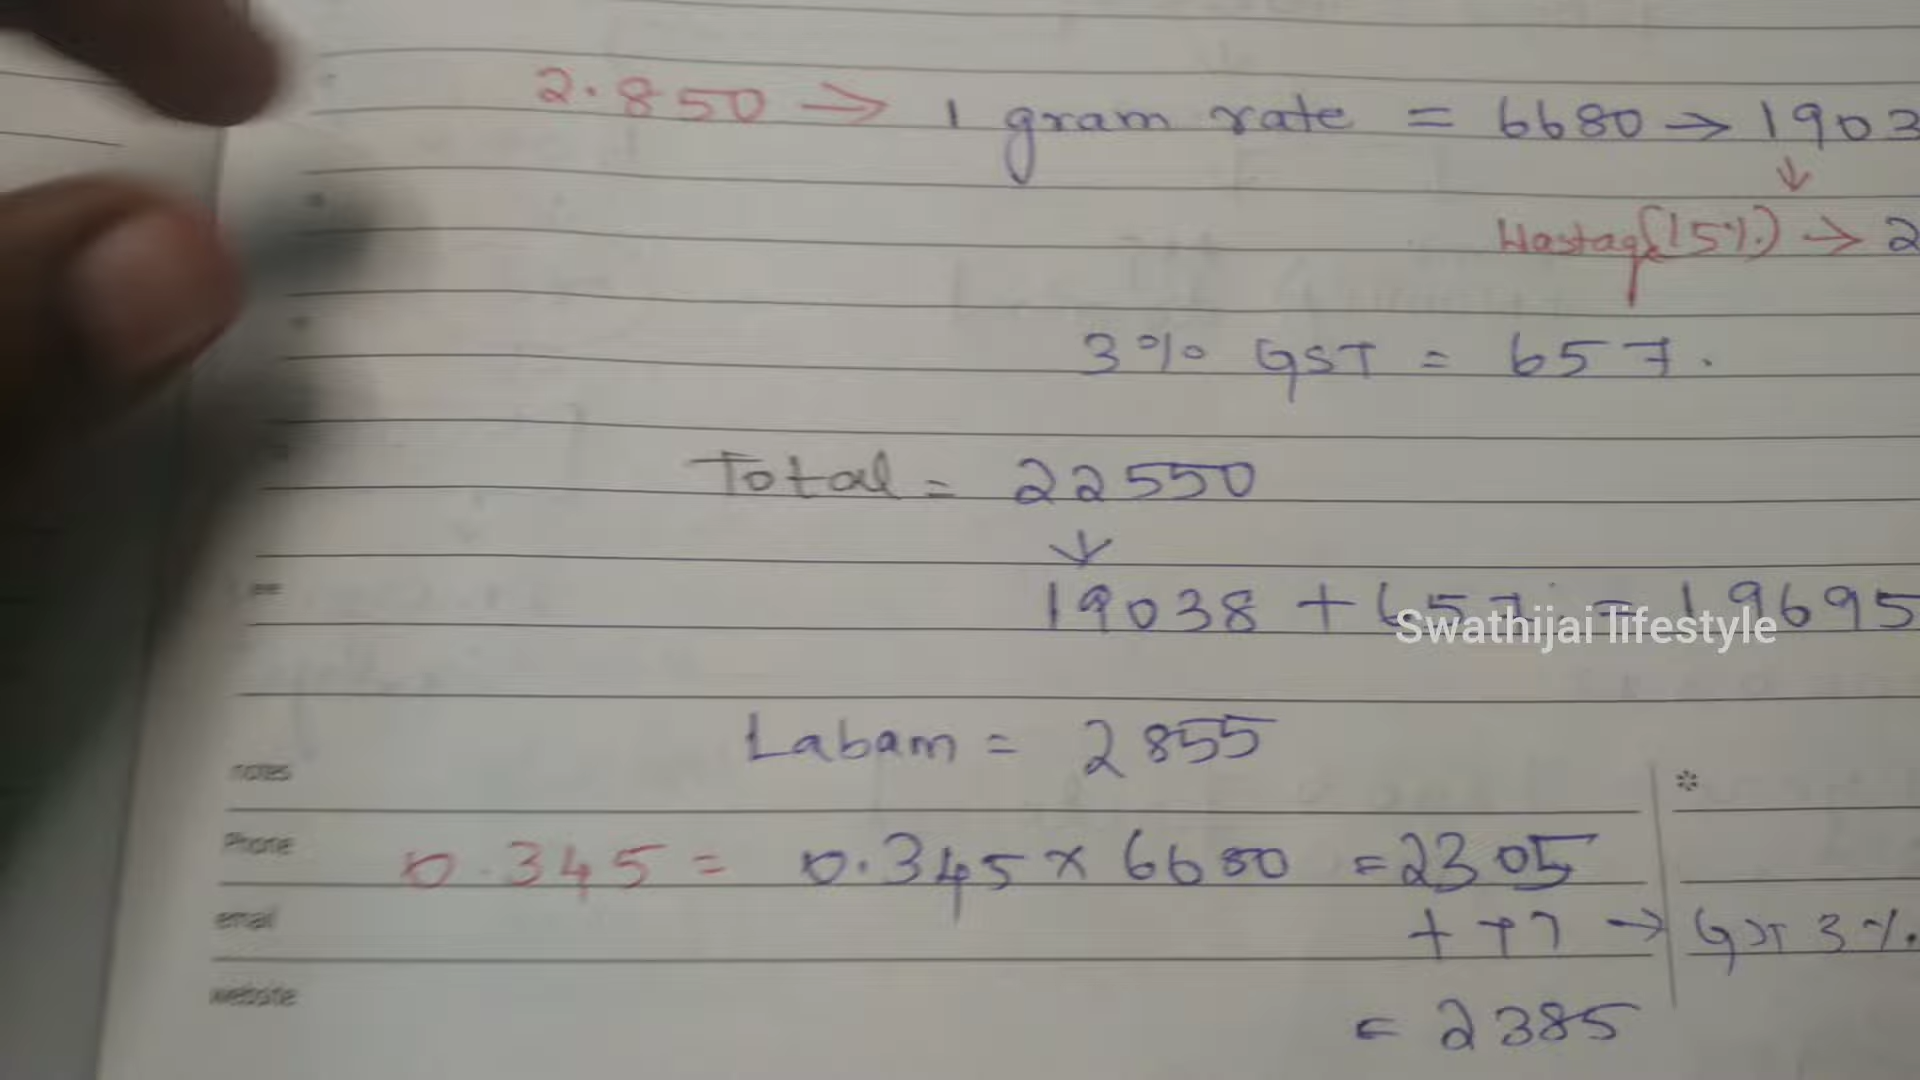 2.850 → 1 gram rate = 6680 → 1903
↓
Wastage(15%) → 2
3% GST = 657.
Total = 22550
↓
19038 + 657. = 19695
Swathijai lifestyle
Labam = 2855
notes
*
Phone 0.345 = 0.345 x 6680 = 2305
email + 77 → GST 3%.
website = 2385